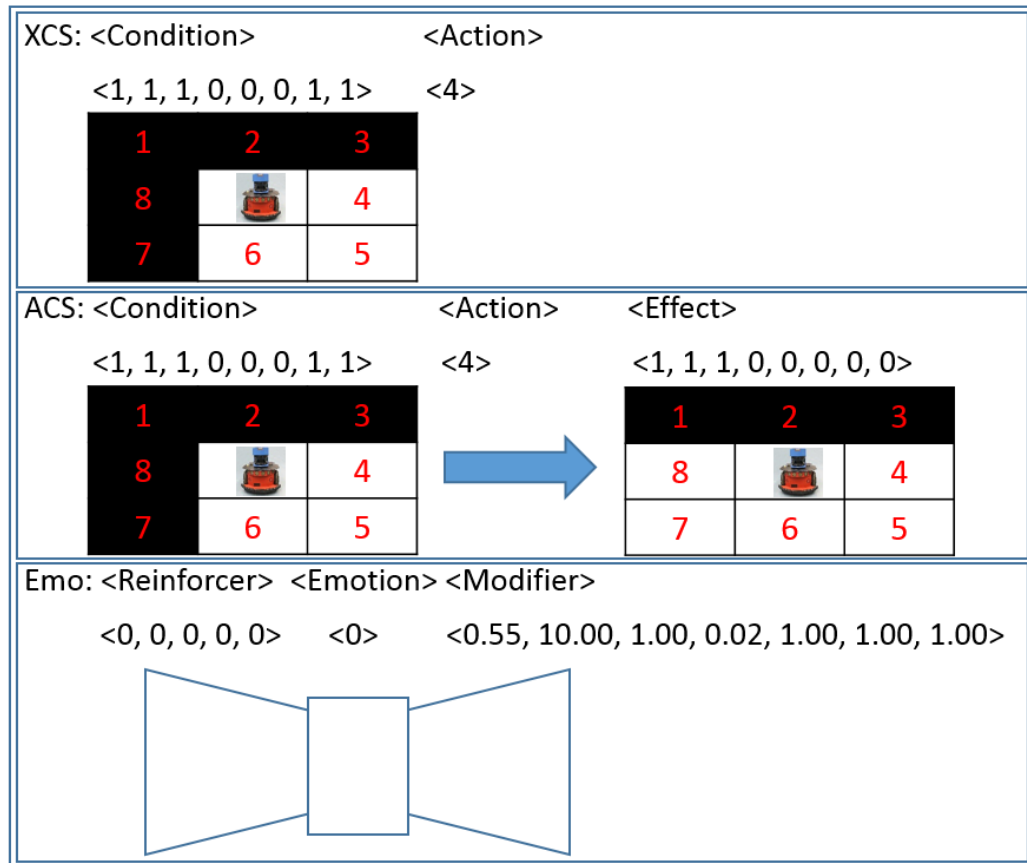 XCS: <Condition> <Action>
<1, 1, 1, 0, 0, 0, 1, 1> <4>
1 2 3
8 4
7 6 5
ACS: <Condition> <Action> <Effect>
<1, 1, 1, 0, 0, 0, 1, 1> <4> <1, 1, 1, 0, 0, 0, 0, 0>
1 2 3 1 2 3
8 4 8 4
7 6 5 7 6 5
Emo: <Reinforcer> <Emotion> <Modifier>
<0, 0, 0, 0, 0> <0> <0.55, 10.00, 1.00, 0.02, 1.00, 1.00, 1.00>